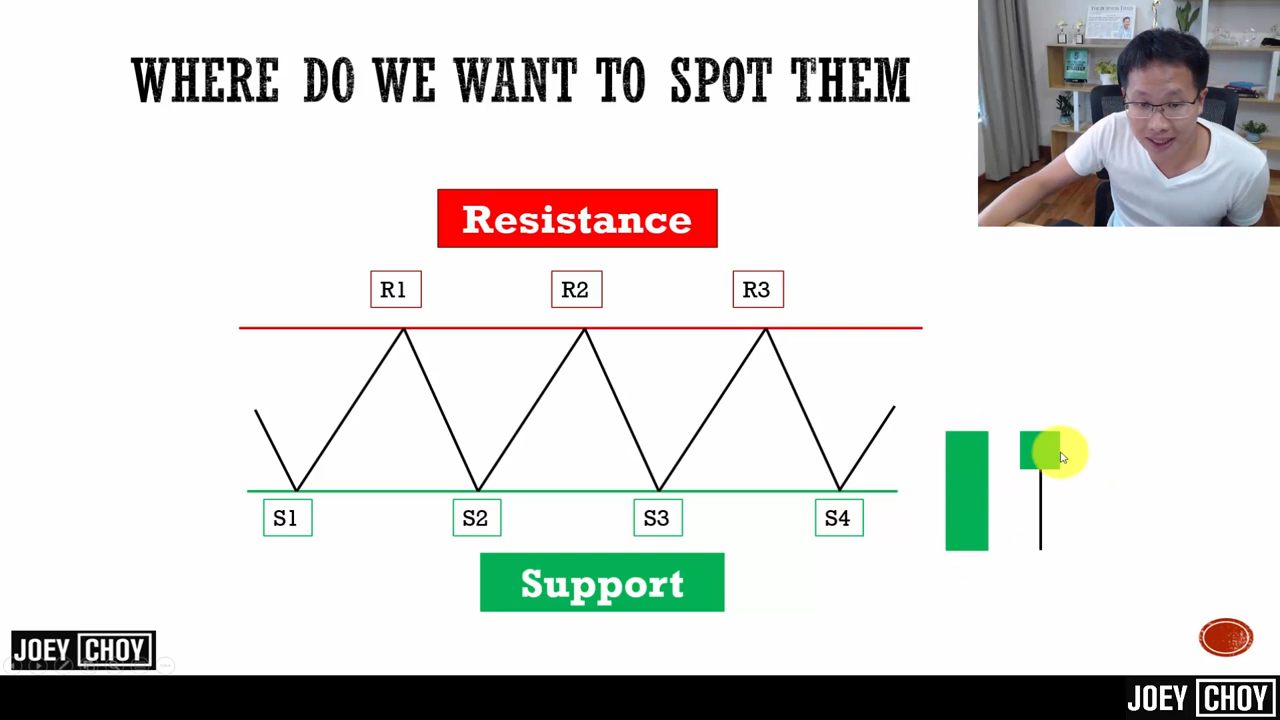 WHERE DO WE WANT TO SPOT THEM
Resistance
R1
R2
R3
S1
S2
S3
S4
Support
JOEY CHOY
JOEY CHOY